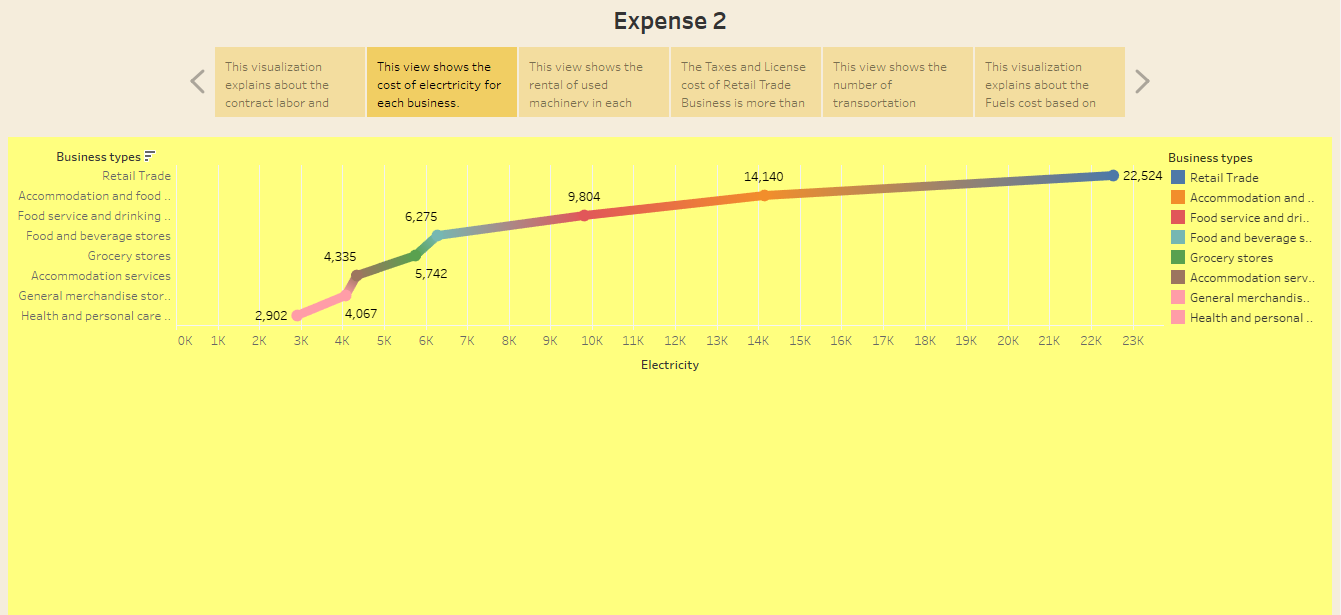 Expense 2
This visualization
explains about the
contract labor and
This view shows the
cost of elecrtricity for
each business.
This view shows the
rental of used
machinery in each
The Taxes and License
cost of Retail Trade
Business is more than
This view shows the
number of
transportation
This visualization
explains about the
Fuels cost based on
Business types
Retail Trade
Accommodation and food ..
Food service and drinking ..
Food and beverage stores
Grocery stores
Accommodation services
General merchandise stor..
Health and personal care ..
22,524
14,140
9,804
6,275
5,742
4,335
4,067
2,902
0K 1K 2K 3K 4K 5K 6K 7K 8K 9K 10K 11K 12K 13K 14K 15K 16K 17K 18K 19K 20K 21K 22K 23K
Electricity
Business types
Retail Trade
Accommodation and ..
Food service and dri..
Food and beverage s..
Grocery stores
Accommodation serv..
General merchandis..
Health and personal ..